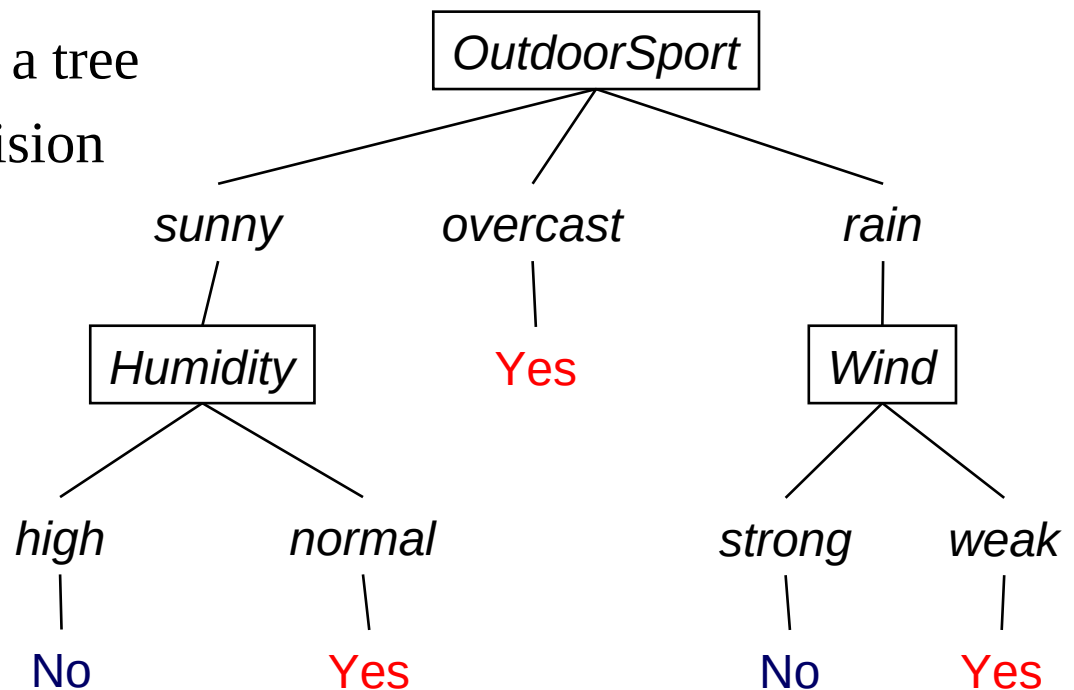 a tree
ision
OutdoorSport
sunny overcast rain
Humidity Yes Wind
high normal strong weak
No Yes No Yes